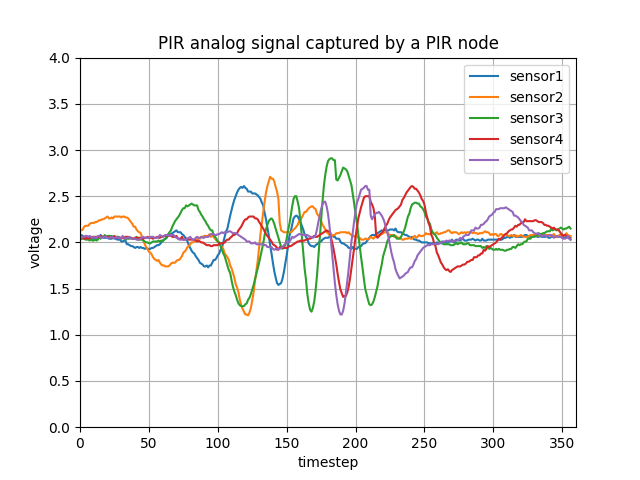 PIR analog signal captured by a PIR node
4.0
3.5
3.0
2.5
2.0
1.5
1.0
0.5
0.0
voltage
sensor1
sensor2
sensor3
sensor4
sensor5
0 50 100 150 200 250 300 350
timestep